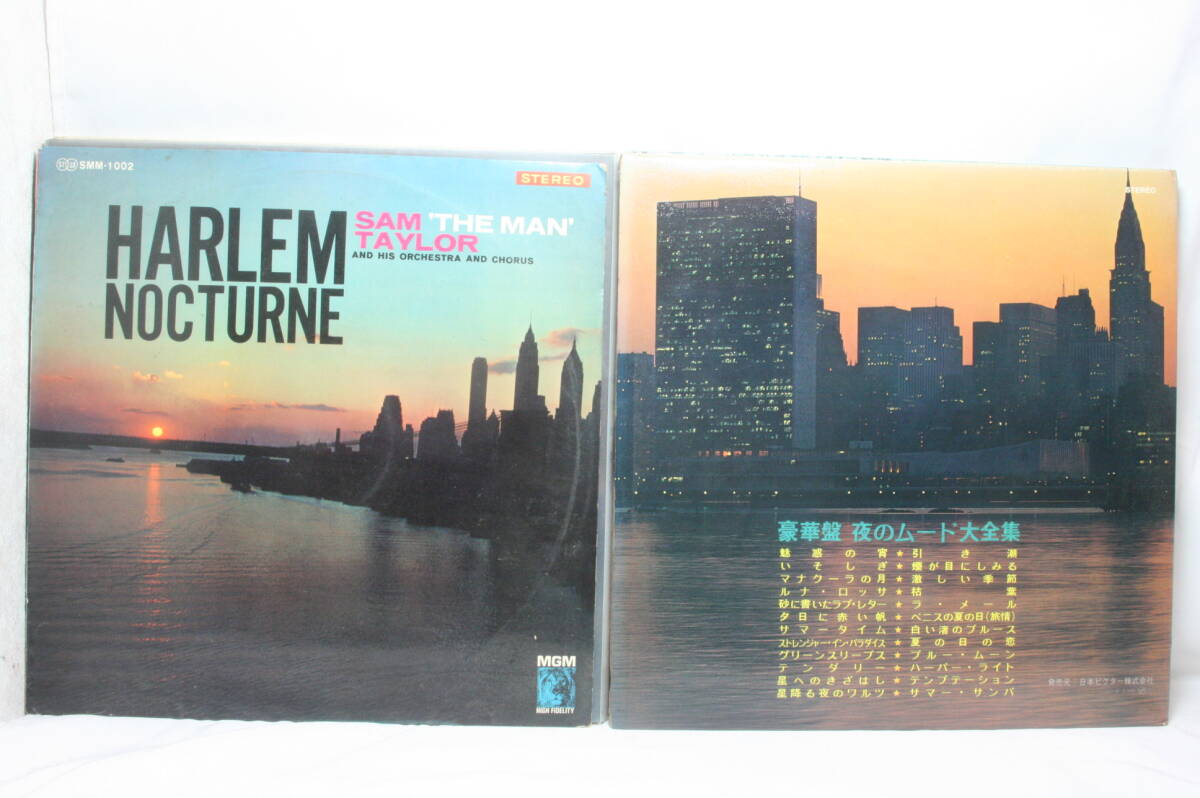 STEREO SMM-1002
STEREO
HARLEM
NOCTURNE
SAM 'THE MAN'
TAYLOR
AND HIS ORCHESTRA AND CHORUS
MGM
HIGH FIDELITY
STEREO
豪華盤 夜のムード大全集
魅惑の宵★引き潮
いそしぎ★煙が目にしみる
マナクーラの月★激しい季節
ルナ・ロッサ★枯葉
砂に書いたラブ・レター★ラ・メール
夕日に赤い帆★ベニスの夏の日(旅情)
サマータイム★白い渚のブルース
ストレンジャー・イン・パラダイス★夏の日の恋
グリーンスリーブス★ブルー・ムーン
テンダリー★ハーバー・ライト
星へのきざはし★テンプテーション
星降る夜のワルツ★サマー・サンバ
発売元 日本ビクター株式会社